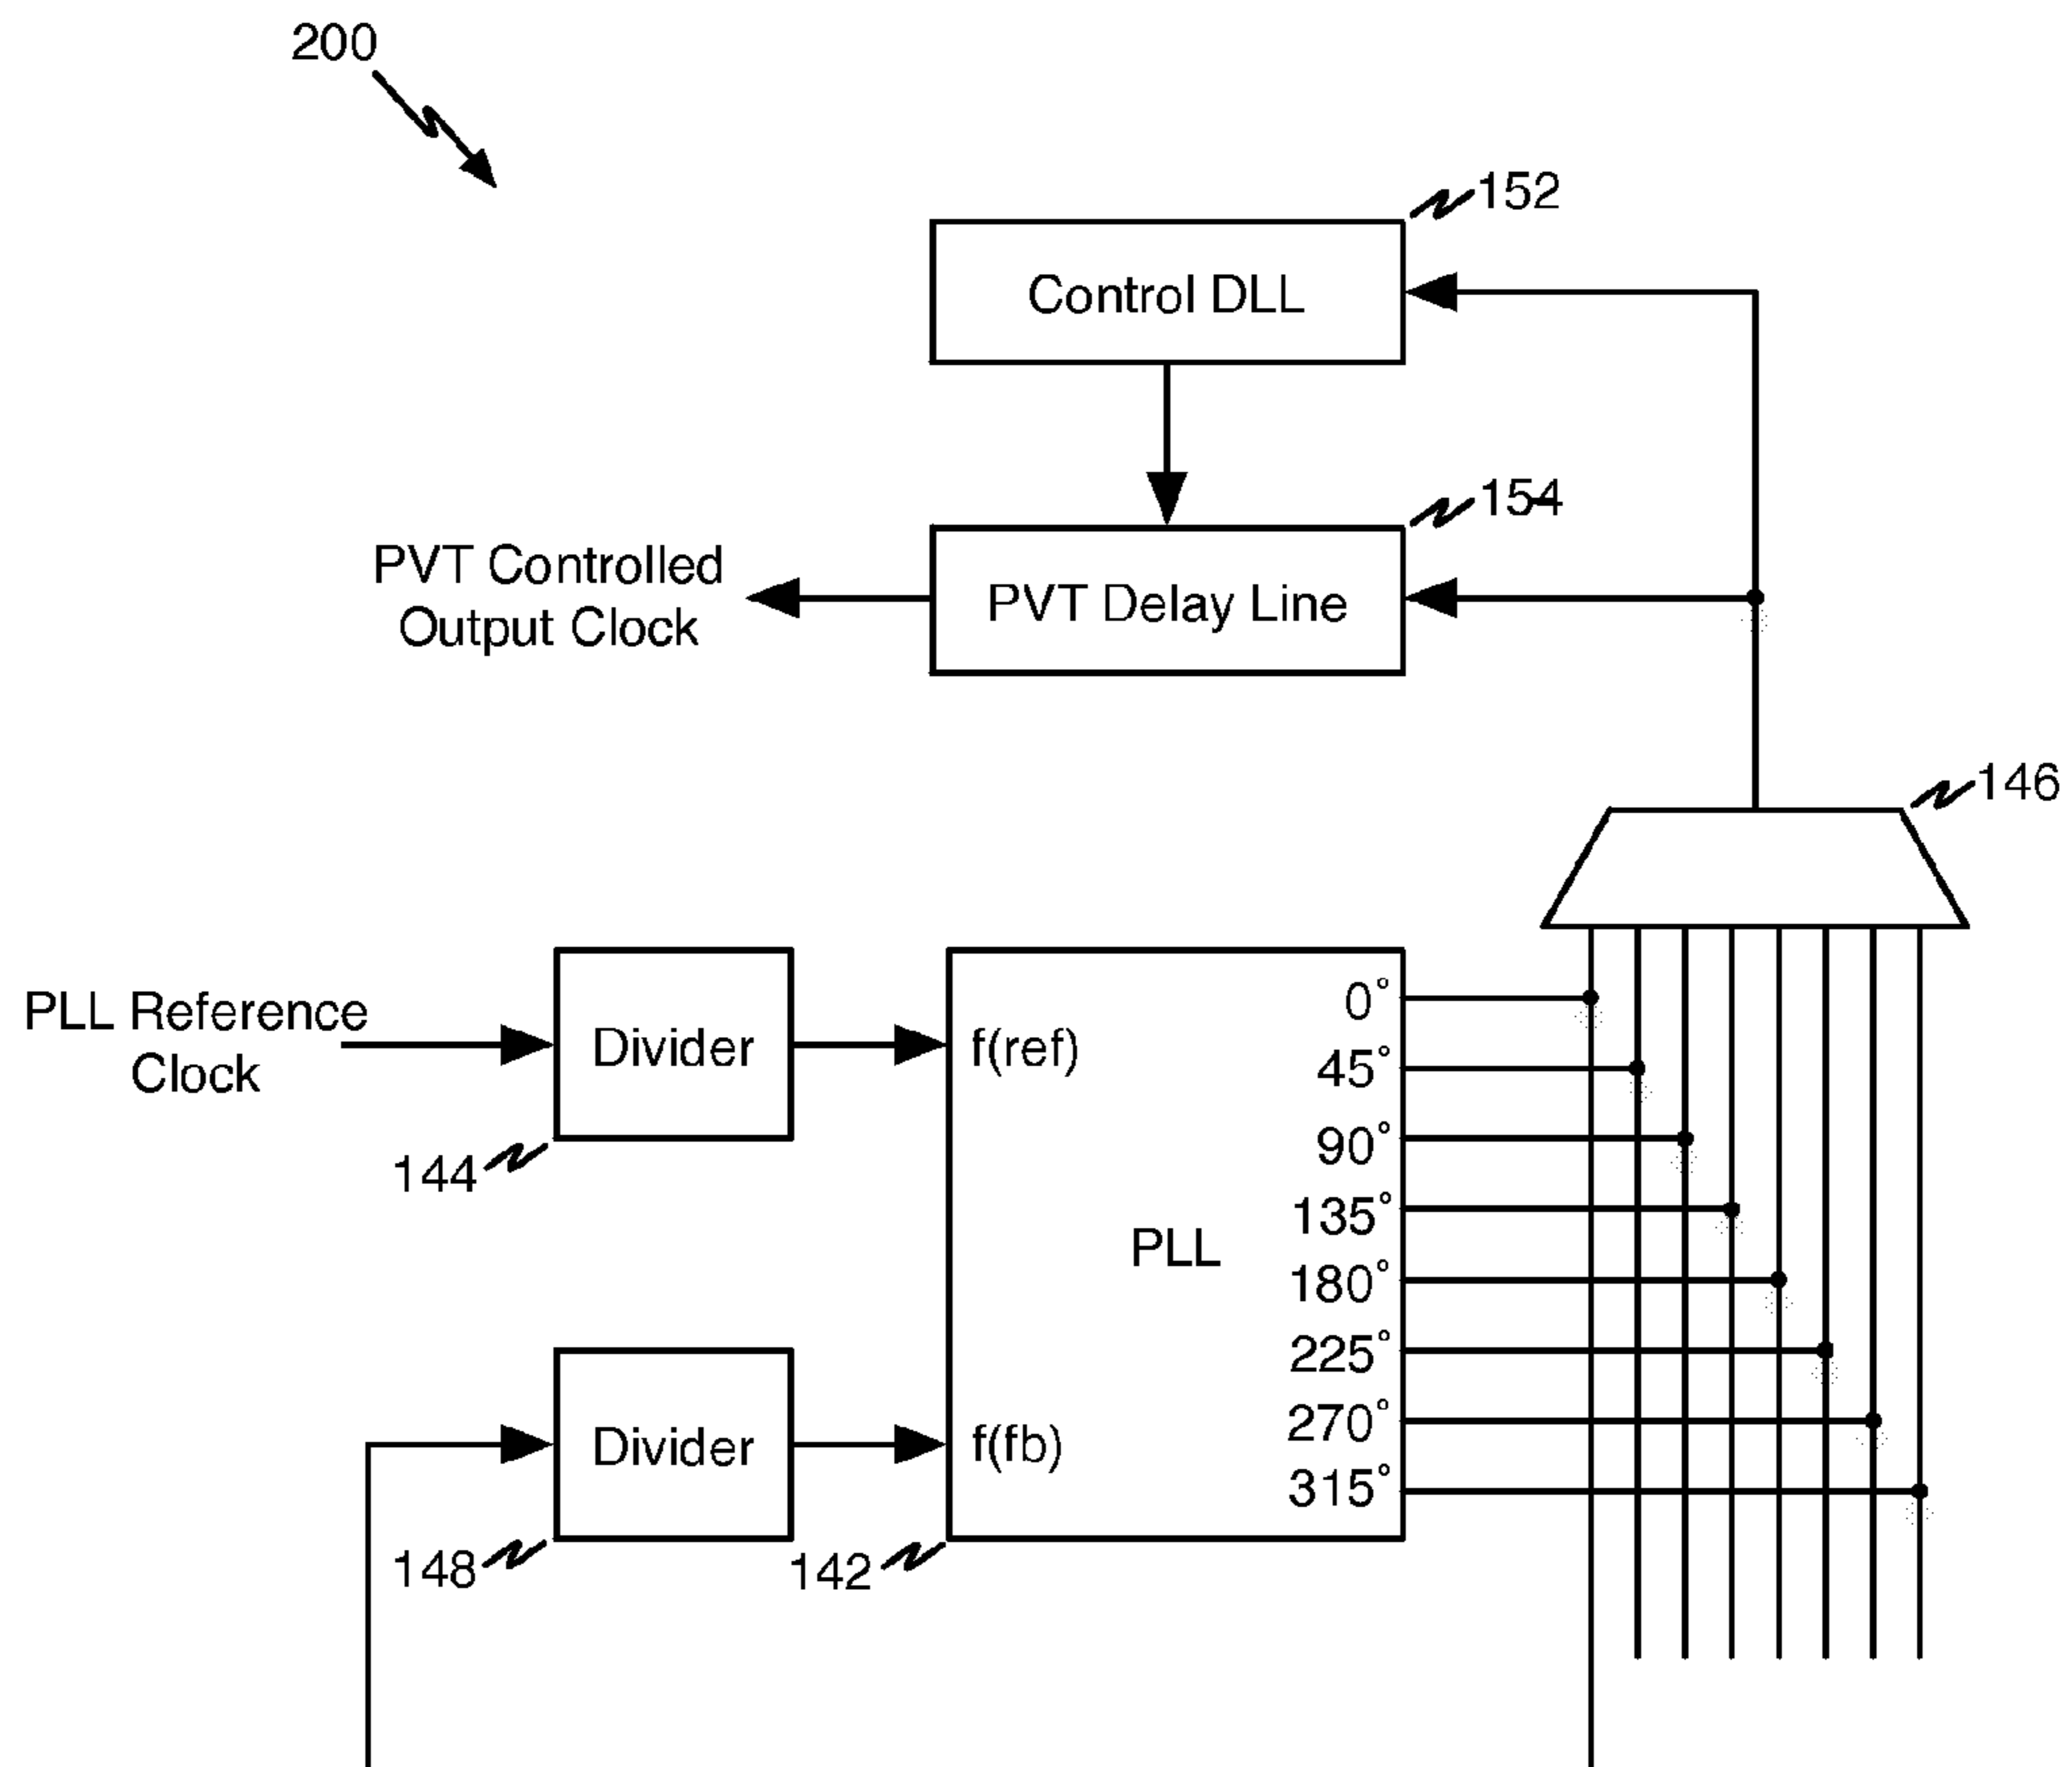 200
152
Control DLL
154
PVT Controlled
Output Clock
PVT Delay Line
146
PLL Reference
Clock
Divider
f(ref)
0°
45°
90°
144
135°
PLL
180°
225°
270°
Divider
f(fb)
315°
148
142